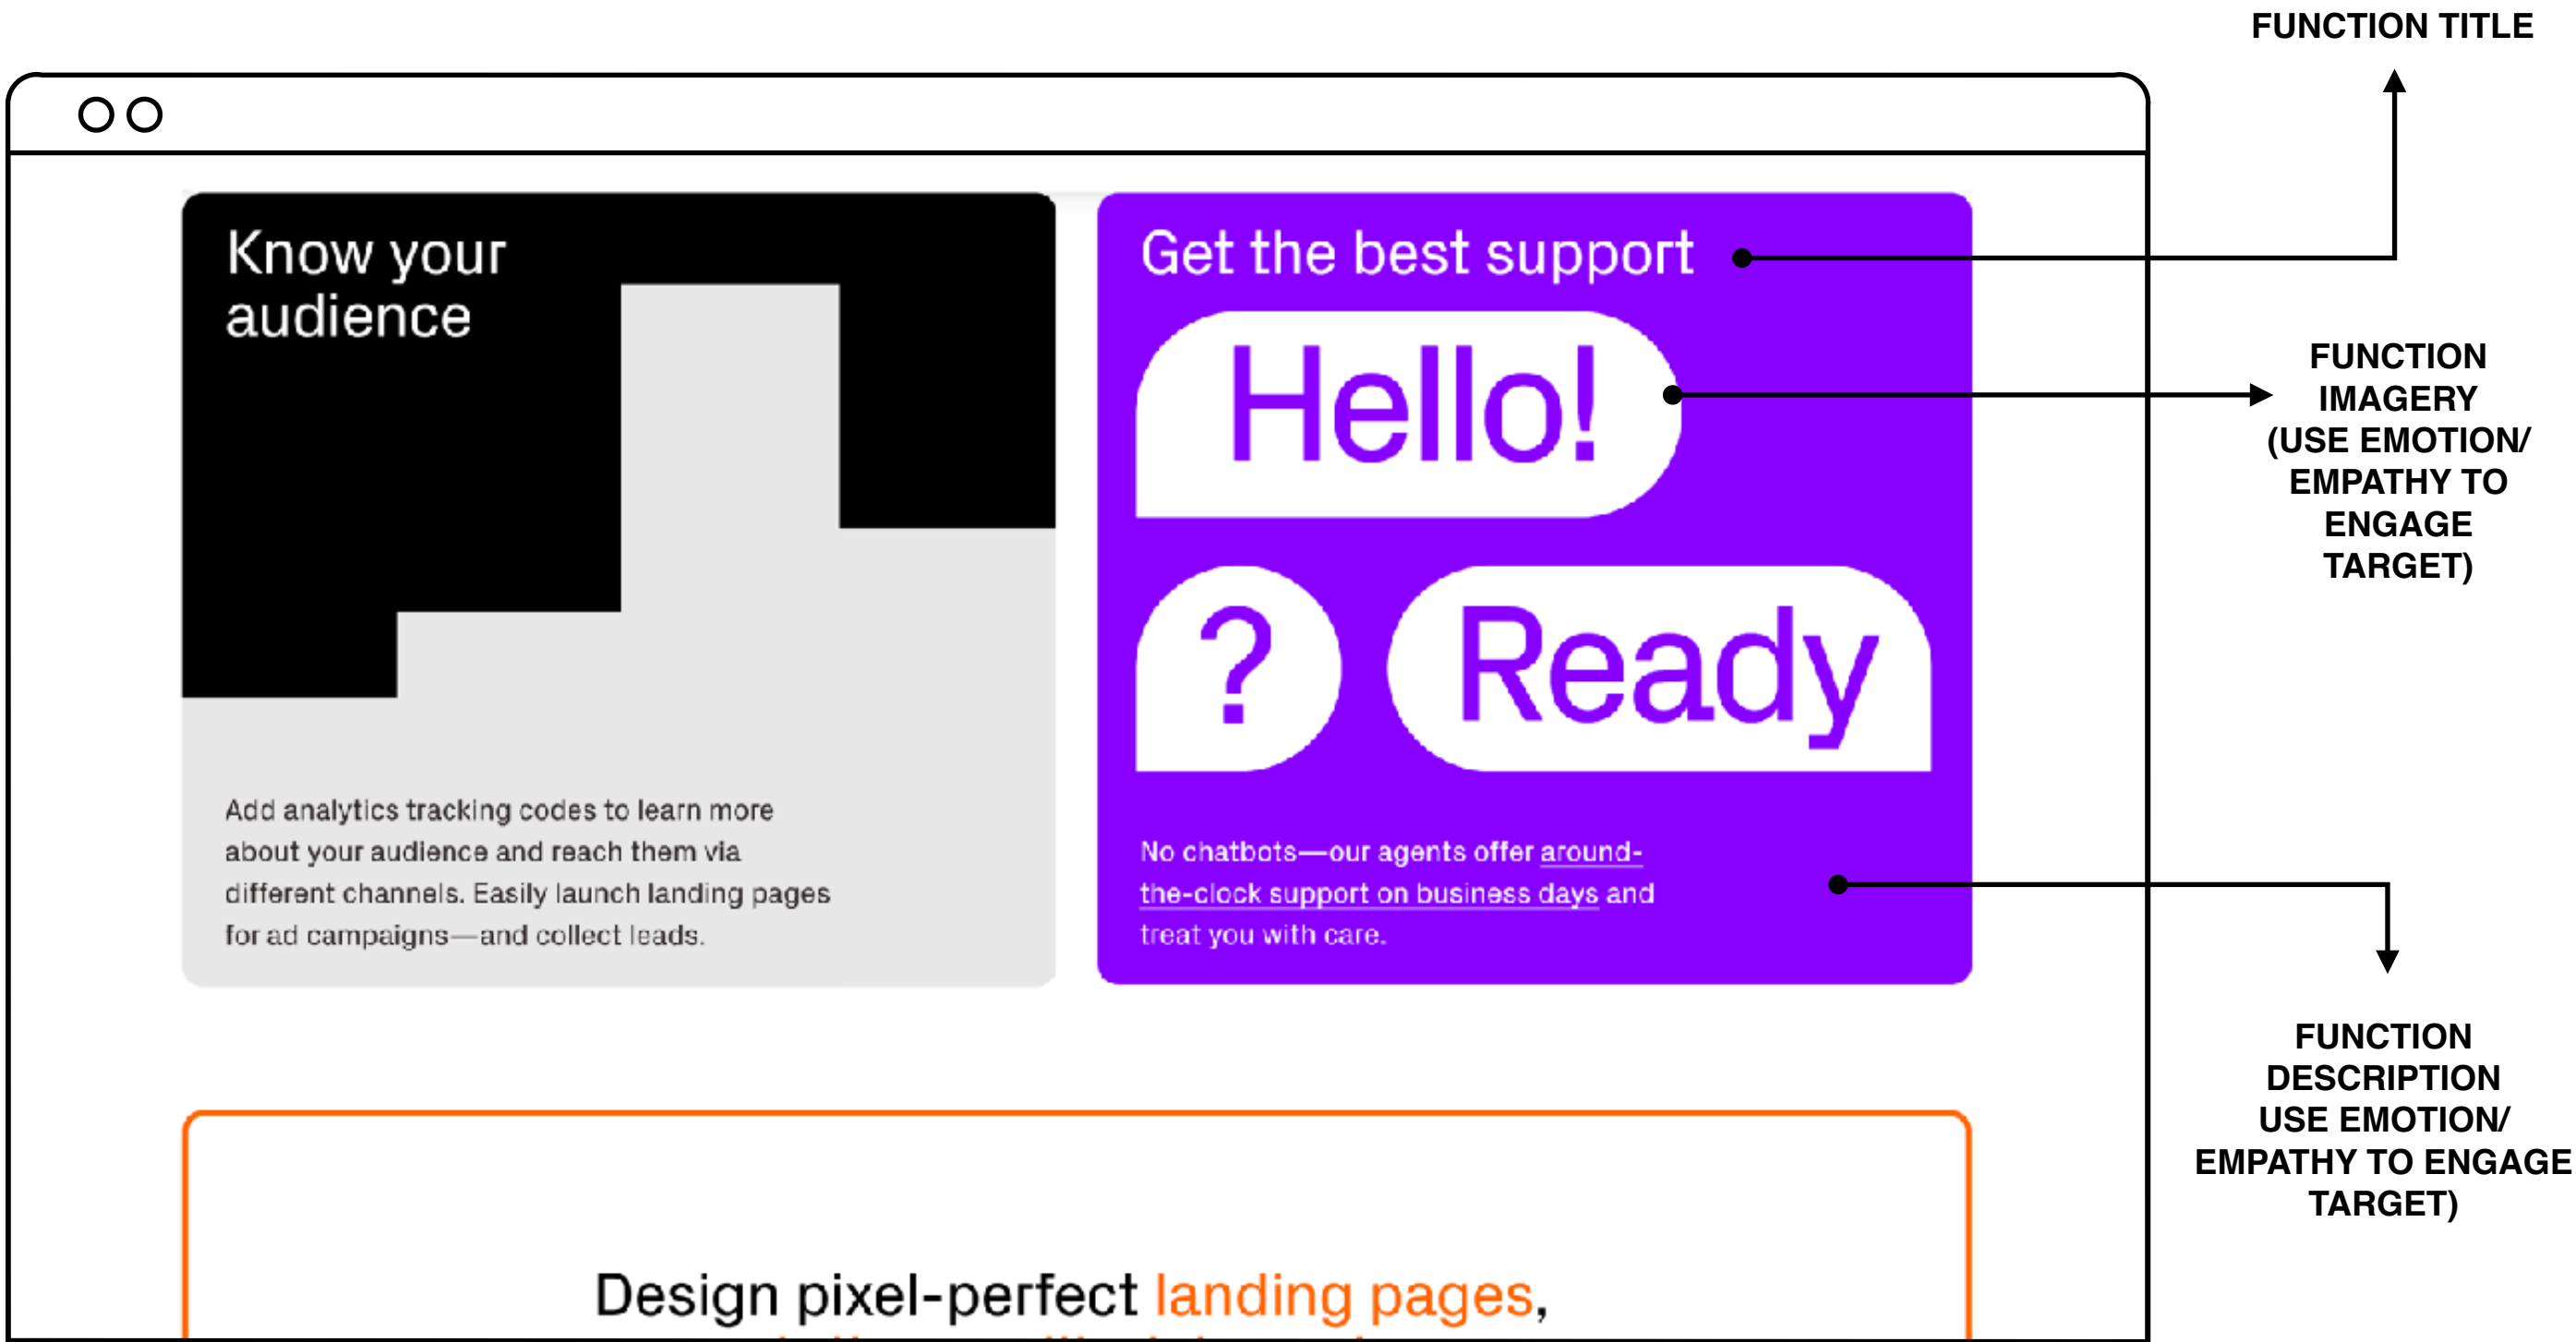 FUNCTION TITLE
Know your
audience
Add analytics tracking codes to learn more
about your audience and reach them via
different channels. Easily launch landing pages
for ad campaigns—and collect leads.
Get the best support
Hello!
?
Ready
No chatbots—our agents offer around-
the-clock support on business days and
treat you with care.
FUNCTION
IMAGERY
(USE EMOTION/
EMPATHY TO
ENGAGE
TARGET)
FUNCTION
DESCRIPTION
USE EMOTION/
EMPATHY TO ENGAGE
TARGET)
Design pixel-perfect landing pages,